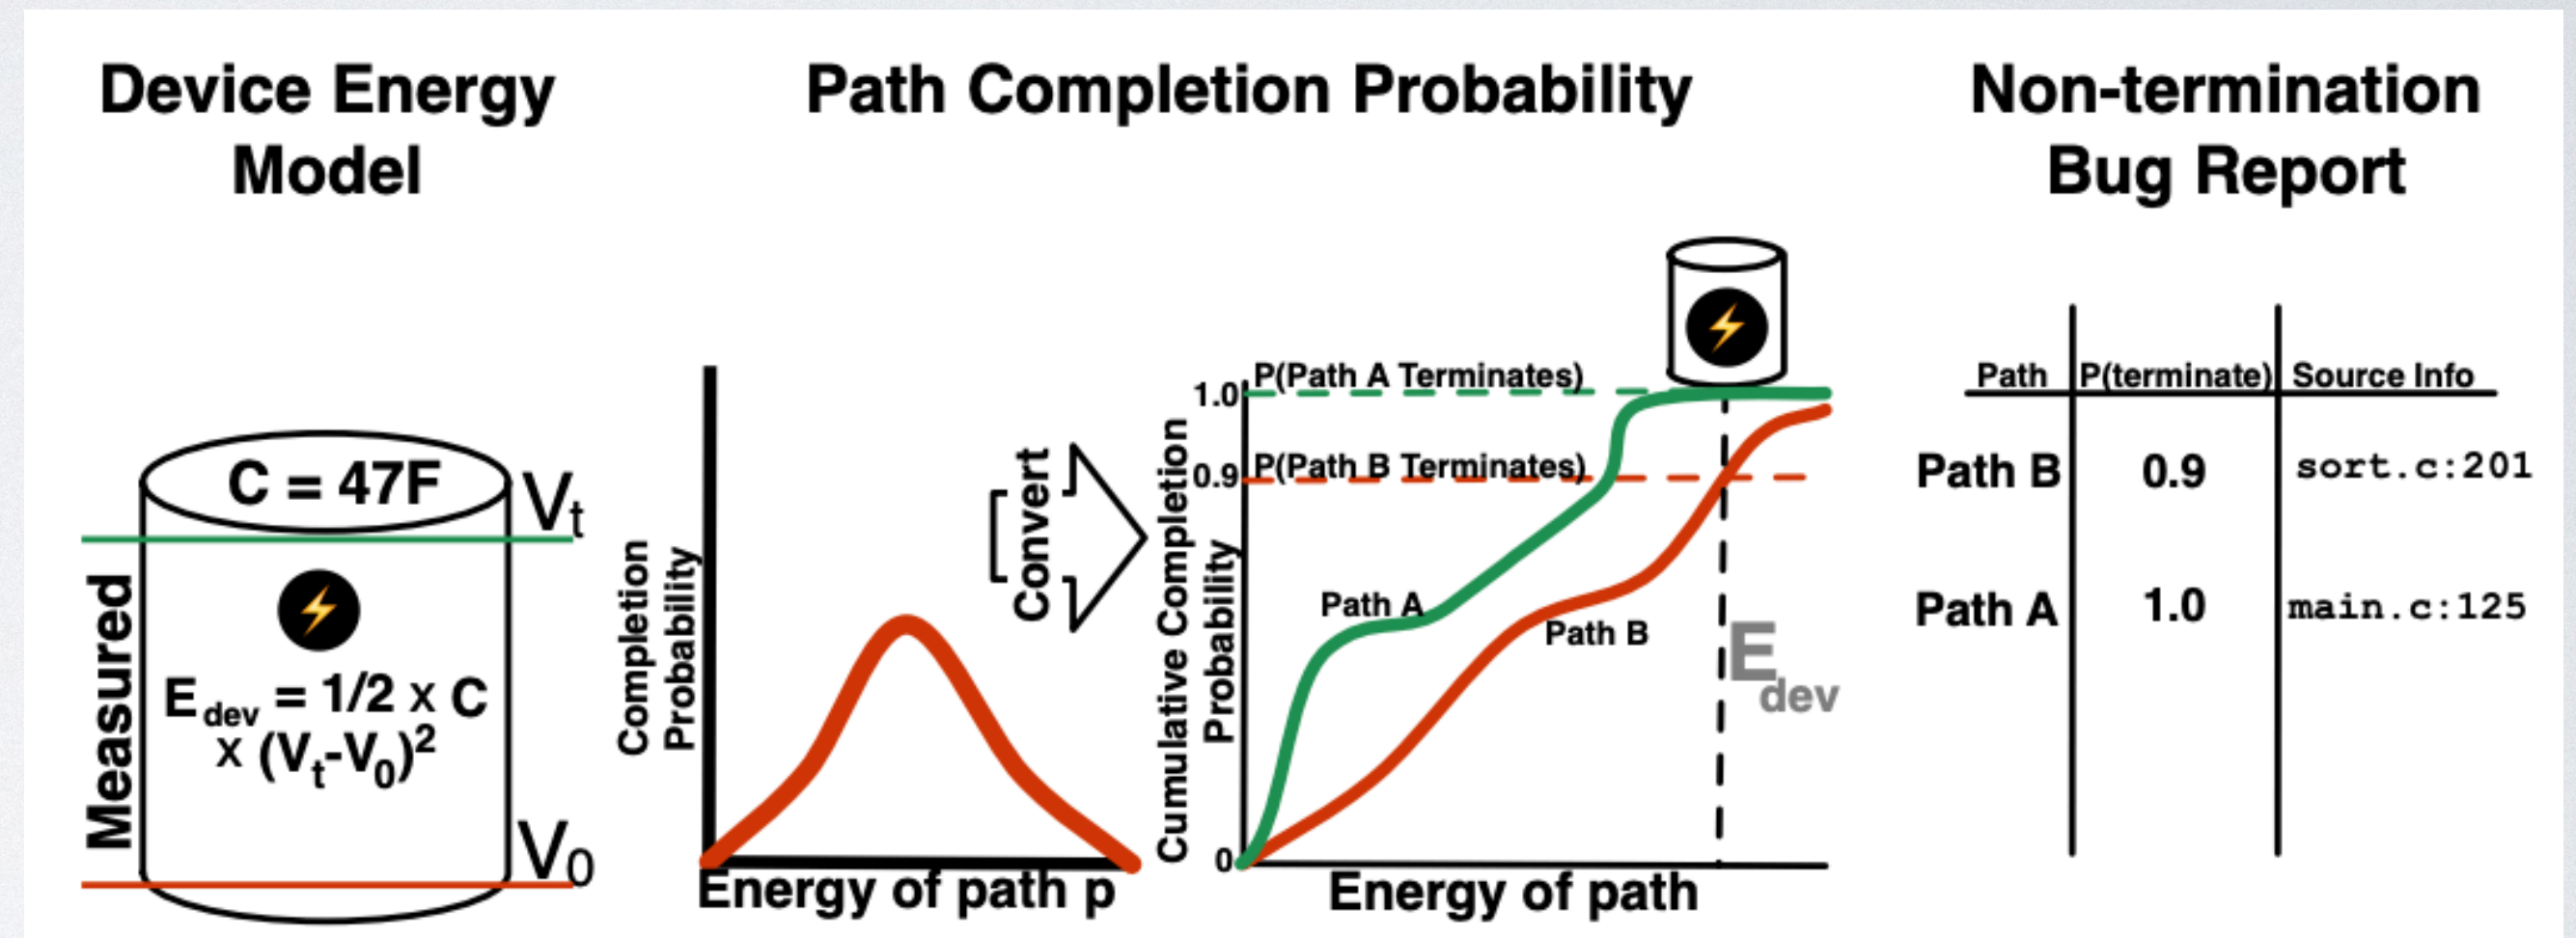 Device Energy
Model
C = 47F
Vt
Measured
Edev = 1/2 x C
x (Vt-V0)2
V0
Path Completion Probability
Completion
Probability
Energy of path p
Convert
Cumulative Completion
Probability
1.0
P(Path A Terminates)
0.9
P(Path B Terminates)
Path A
Path B
Edev
0
Energy of path
Non-termination
Bug Report
Path P(terminate) Source Info
Path B 0.9 sort.c:201
Path A 1.0 main.c:125